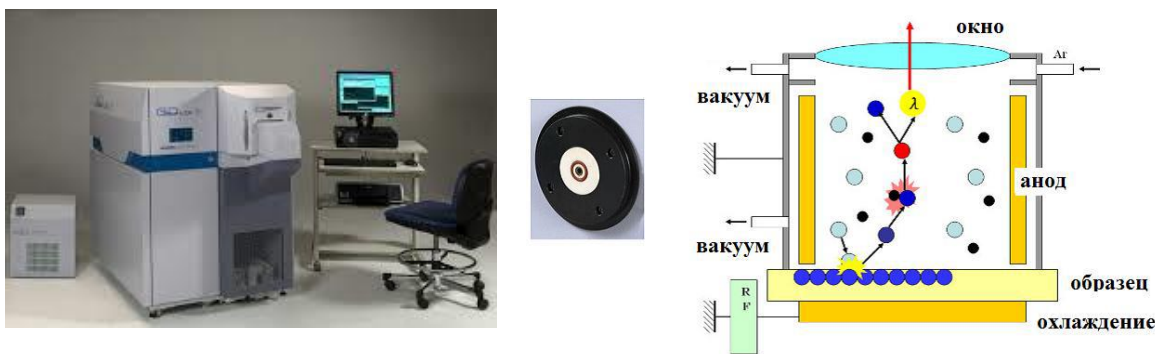 окно
Ar
вакуум
λ
анод
вакуум
образец
R
F
охлаждение